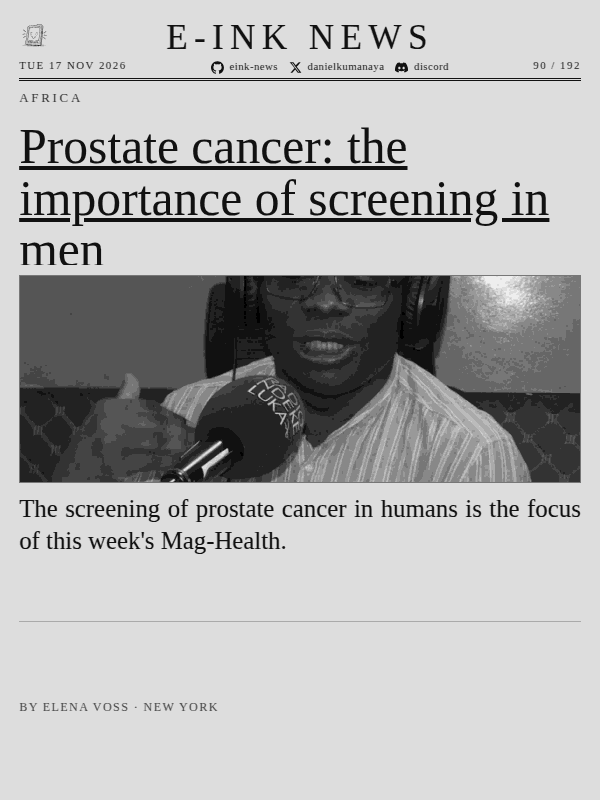 E-INK NEWS
TUE 17 NOV 2026
eink-news
danielkumanaya
discord
90 / 192
AFRICA
Prostate cancer: the
importance of screening in
men
LUKA
The screening of prostate cancer in humans is the focus
of this week's Mag-Health.
BY ELENA VOSS · NEW YORK